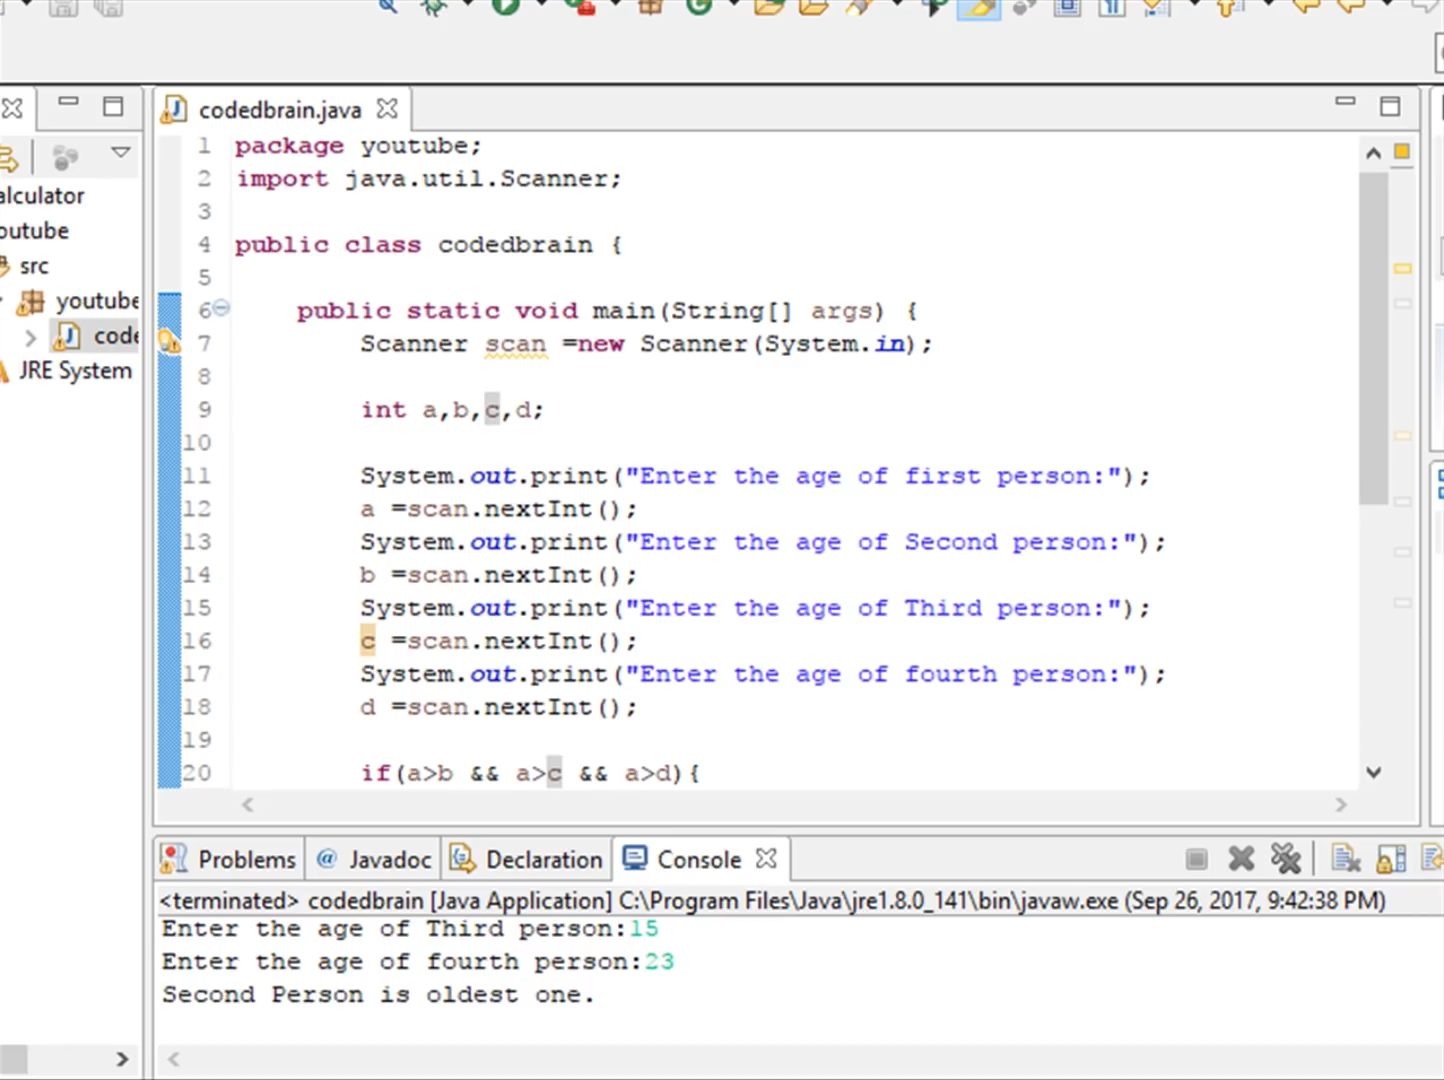 codedbrain.java
alculator
outube
src
youtube
code
JRE System
1 package youtube;
2 import java.util.Scanner;
3
4 public class codedbrain {
5
6 public static void main(String[] args) {
7 Scanner scan =new Scanner(System.in);
8
9 int a,b,c,d;
10
11 System.out.print("Enter the age of first person:");
12 a =scan.nextInt();
13 System.out.print("Enter the age of Second person:");
14 b =scan.nextInt();
15 System.out.print("Enter the age of Third person:");
16 c =scan.nextInt();
17 System.out.print("Enter the age of fourth person:");
18 d =scan.nextInt();
19
20 if(a>b && a>c && a>d){
Problems @ Javadoc Declaration Console
<terminated> codedbrain [Java Application] C:\Program Files\Java\jre1.8.0_141\bin\javaw.exe (Sep 26, 2017, 9:42:38 PM)
Enter the age of Third person:15
Enter the age of fourth person:23
Second Person is oldest one.